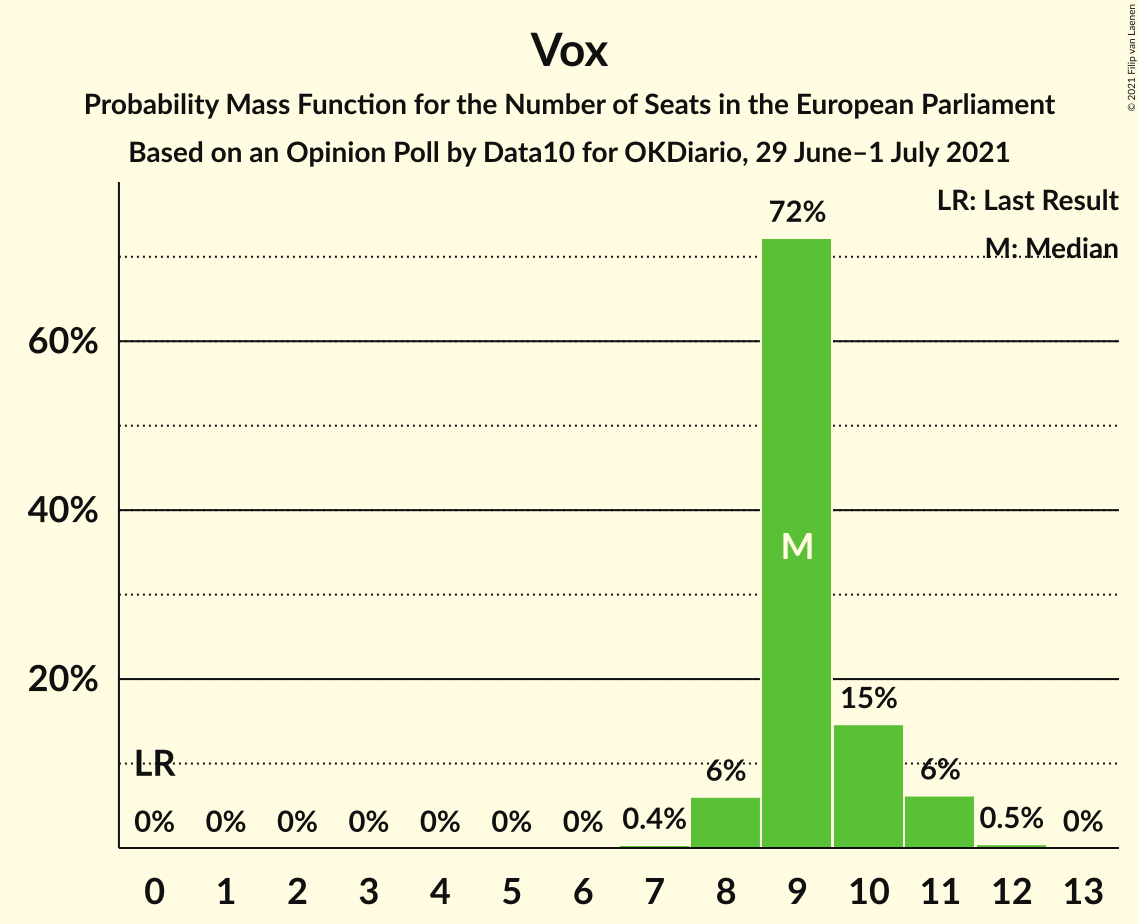 Vox
Probability Mass Function for the Number of Seats in the European Parliament
Based on an Opinion Poll by Data10 for OKDiario, 29 June–1 July 2021
© 2021 Filip van Laenen
LR: Last Result
M: Median
60%
40%
20%
LR
M
0% 0% 0% 0% 0% 0% 0% 0.4% 6% 72% 15% 6% 0.5% 0%
0 1 2 3 4 5 6 7 8 9 10 11 12 13